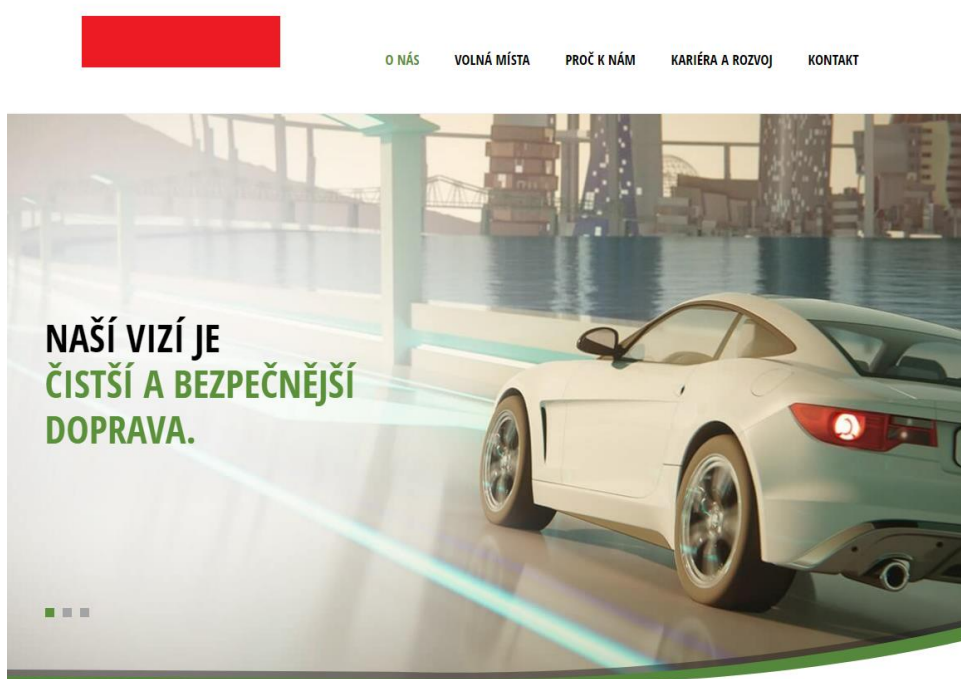 O NÁS VOLNÁ MÍSTA PROČ K NÁM KARIÉRA A ROZVOJ KONTAKT
NAŠÍ VIZÍ JE
ČISTŠÍ A BEZPEČNĚJŠÍ
DOPRAVA.